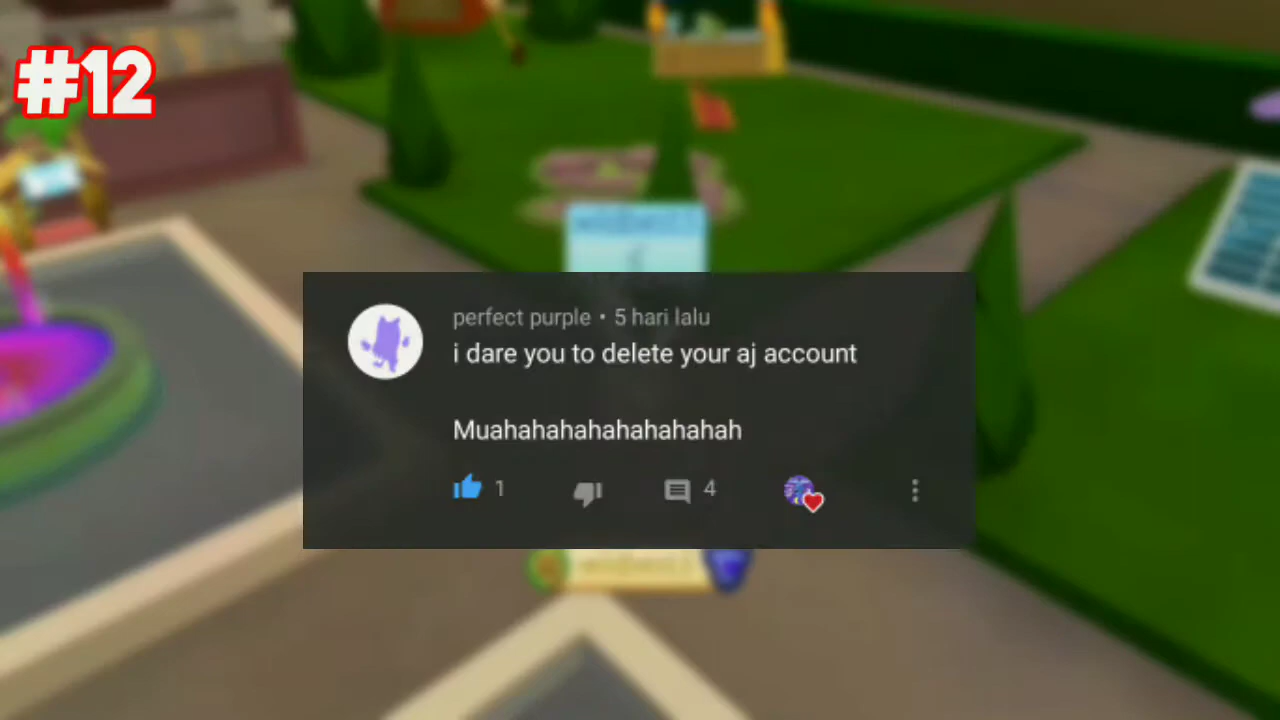 #12
perfect purple • 5 hari lalu
i dare you to delete your aj account
Muahahahahahahahahah
1
4